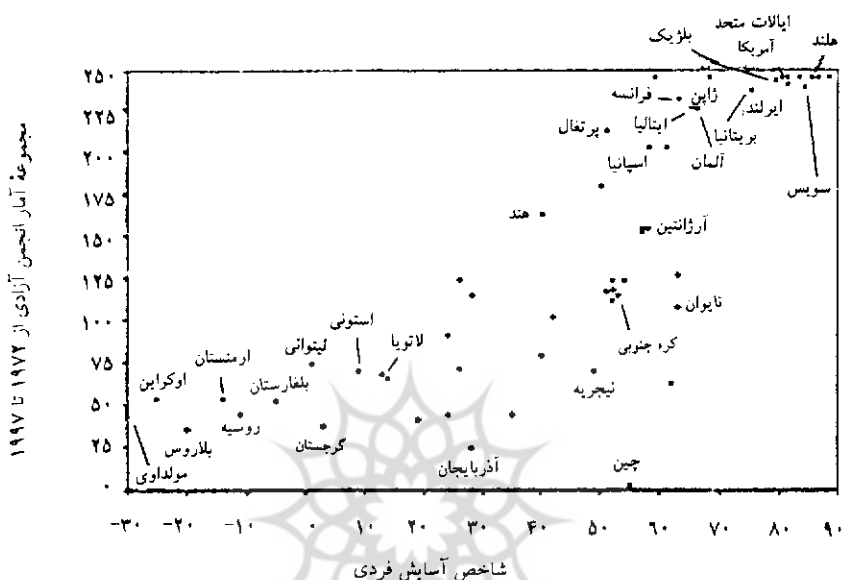 ایالات متحد
آمریکا
بلژیک
هلند
۲۵۰
۲۲۵
۲۰۰
۱۷۵
۱۵۰
۱۲۵
۱۰۰
۷۵
۵۰
۲۵
۰
مجموعهٔ آمار انجمن آزادی از ۱۹۷۲ تا ۱۹۹۷
فرانسه
ژاپن
ایرلند
پرتغال
ایتالیا
بریتانیا
اسپانیا
آلمان
سویس
هند
آرژانتین
تایوان
کره جنوبی
استونی
لیتوانی
لاتویا
ارمنستان
نیجریه
اوکراین
بلغارستان
روسیه
بلاروس
گرجستان
مولداوی
آذربایجان
چین
-۳۰ -۲۰ -۱۰ ۰ ۱۰ ۲۰ ۳۰ ۴۰ ۵۰ ۶۰ ۷۰ ۸۰ ۹۰
شاخص آسایش فردی